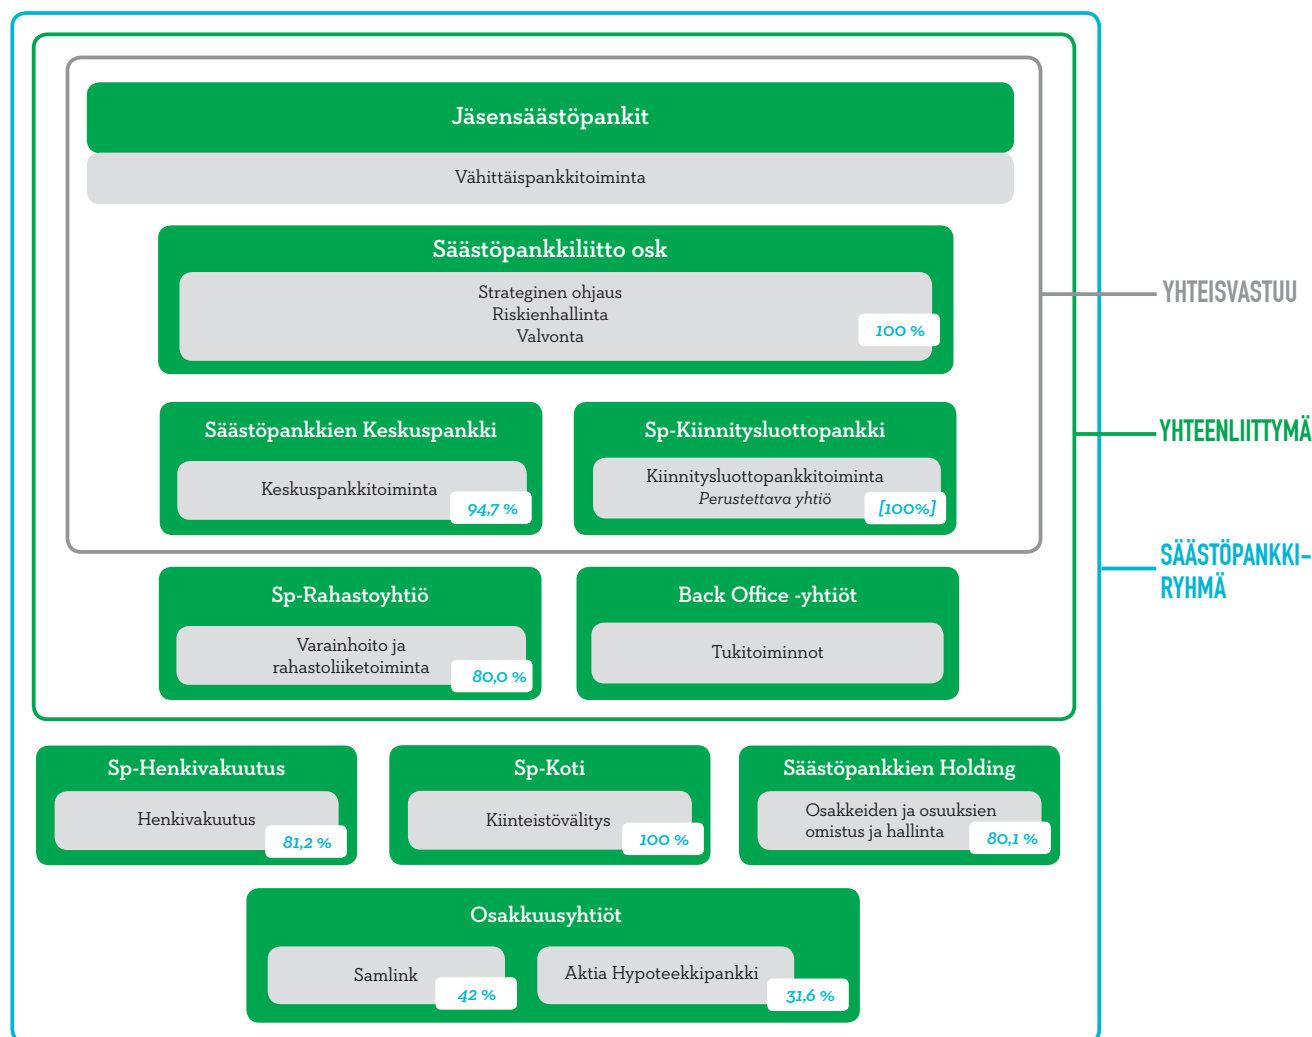 Jäsensäästöpankit
Vähittäispankkitoiminta
Säästöpankkiliitto osk
Strateginen ohjaus
Riskienhallinta
Valvonta
100 %
YHTEISVASTUU
Säästöpankkien Keskuspankki
Keskuspankkitoiminta
94,7 %
Sp-Kiinnitysluottopankki
Kiinnitysluottopankkitoiminta
Perustettava yhtiö
[100%]
YHTEENLIITTYMÄ
SÄÄSTÖPANKKI-
RYHMÄ
Sp-Rahastoyhtiö
Varainhoito ja
rahastoliiketoiminta
80,0 %
Back Office -yhtiöt
Tukitoiminnot
Sp-Henkivakuutus
Henkivakuutus
81,2 %
Sp-Koti
Kiinteistövälitys
100 %
Säästöpankkien Holding
Osakkeiden ja osuuksien
omistus ja hallinta
80,1 %
Osakkuusyhtiöt
Samlink
42 %
Aktia Hypoteekkipankki
31,6 %